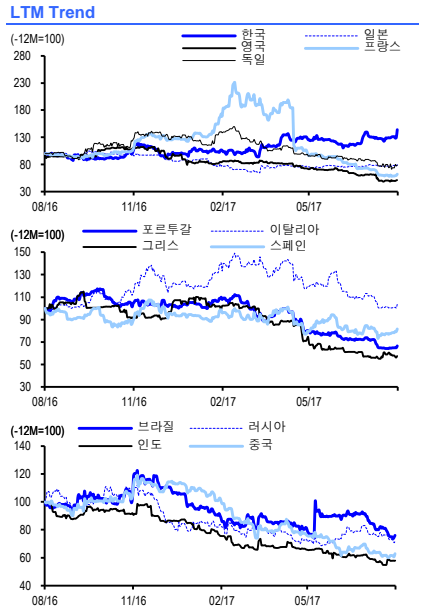 LTM Trend
(-12M=100)
한국
일본
영국
프랑스
독일
280
230
180
130
80
30
08/16
11/16
02/17
05/17
(-12M=100)
포르투갈
이탈리아
그리스
스페인
150
130
110
90
70
50
30
08/16
11/16
02/17
05/17
(-12M=100)
브라질
러시아
인도
중국
140
120
100
80
60
40
08/16
11/16
02/17
05/17